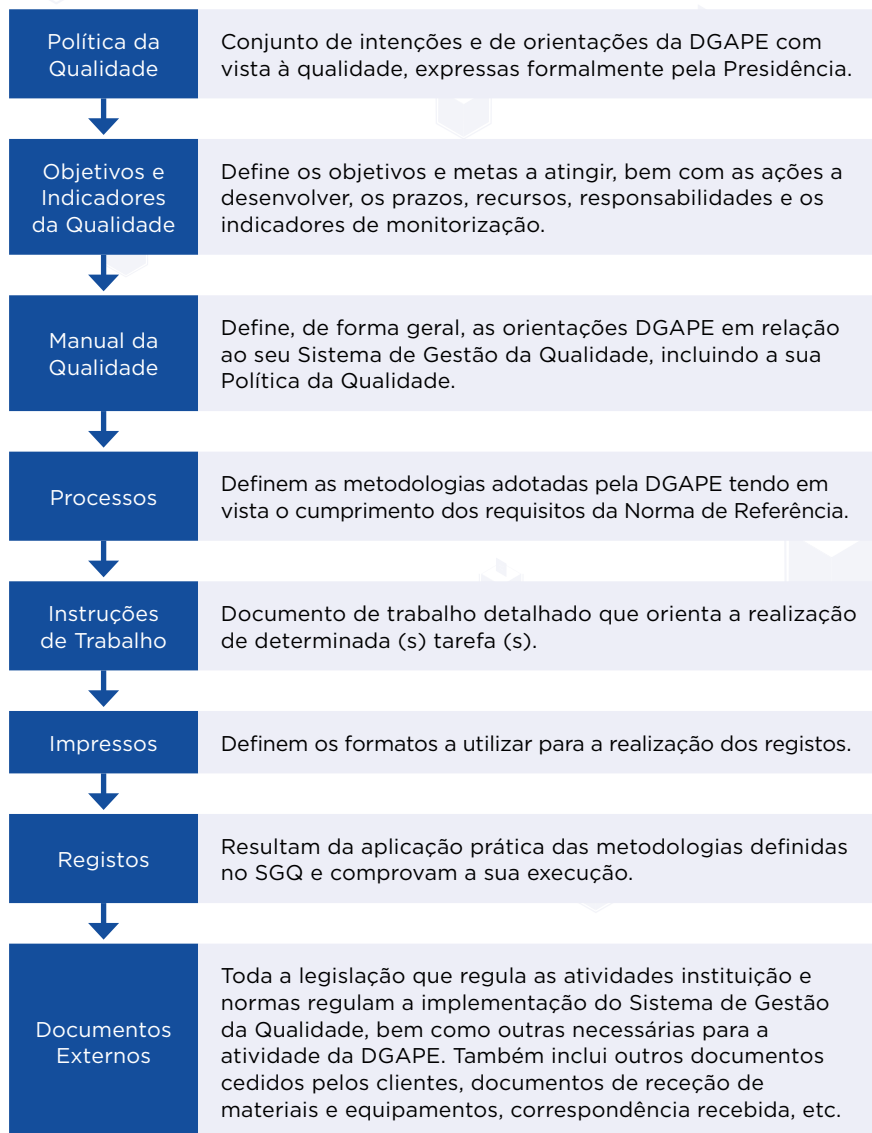 Política da
Qualidade
Conjunto de intenções e de orientações da DGAPE com
vista à qualidade, expressas formalmente pela Presidência.
Objetivos e
Indicadores
da Qualidade
Define os objetivos e metas a atingir, bem com as ações a
desenvolver, os prazos, recursos, responsabilidades e os
indicadores de monitorização.
Manual da
Qualidade
Define, de forma geral, as orientações DGAPE em relação
ao seu Sistema de Gestão da Qualidade, incluindo a sua
Política da Qualidade.
Processos
Definem as metodologias adotadas pela DGAPE tendo em
vista o cumprimento dos requisitos da Norma de Referência.
Instruções
de Trabalho
Documento de trabalho detalhado que orienta a realização
de determinada (s) tarefa (s).
Impressos
Definem os formatos a utilizar para a realização dos registos.
Registos
Resultam da aplicação prática das metodologias definidas
no SGQ e comprovam a sua execução.
Documentos
Externos
Toda a legislação que regula as atividades instituição e
normas regulam a implementação do Sistema de Gestão
da Qualidade, bem como outras necessárias para a
atividade da DGAPE. Também inclui outros documentos
cedidos pelos clientes, documentos de receção de
materiais e equipamentos, correspondência recebida, etc.